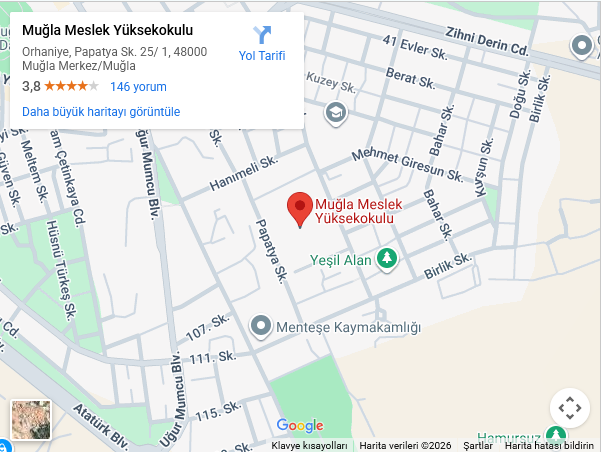 Muğla Meslek Yüksekokulu
Orhaniye, Papatya Sk. 25/ 1, 48000
Muğla Merkez/Muğla
3,8
146 yorum
Daha büyük haritayı görüntüle
Yol Tarifi
Zihni Derin Cd.
41 Evler Sk.
Berat Sk.
Kuzey Sk.
Doğu Sk.
Birlik Sk.
Bahar Sk.
Mehmet Giresun Sk.
Kurşun Sk.
Hanımeli Sk.
Meltem Sk.
Güven Sk.
am Çetinkaya Cd.
Uğur Mumcu Blv.
Hüsnü Türkeş Sk.
Papatya Sk.
Muğla Meslek
Yüksekokulu
Bahar Sk.
Yeşil Alan
Birlik Sk.
107. Sk.
Menteşe Kaymakamlığı
111. Sk.
Uğur Mumcu Blv.
115. Sk.
Atatürk Blv.
Cd.
Google
Hamursuz
Klavye kısayolları
Harita verileri ©2026
Şartlar
Harita hatası bildirin